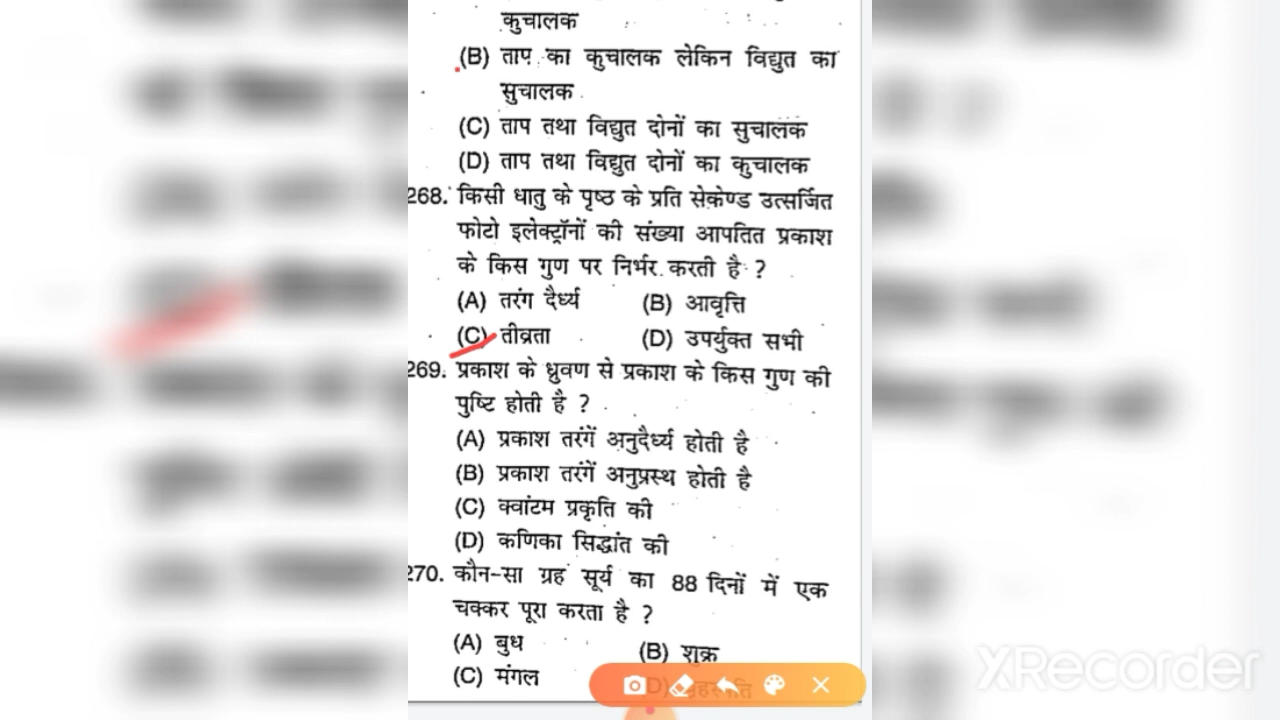 कुचालक
(B) ताप का कुचालक लेकिन विद्युत का
सुचालक
(C) ताप तथा विद्युत दोनों का सुचालक
(D) ताप तथा विद्युत दोनों का कुचालक
268. किसी धातु के पृष्ठ के प्रति सेकेण्ड उत्सर्जित
फोटो इलेक्ट्रॉनों की संख्या आपतित प्रकाश
के किस गुण पर निर्भर करती है ?
(A) तरंग दैर्ध्य (B) आवृत्ति
(C) तीव्रता (D) उपर्युक्त सभी
269. प्रकाश के ध्रुवण से प्रकाश के किस गुण की
पुष्टि होती है ?
(A) प्रकाश तरंगें अनुदैर्ध्य होती है
(B) प्रकाश तरंगें अनुप्रस्थ होती है
(C) क्वांटम प्रकृति की
(D) कणिका सिद्धांत की
270. कौन-सा ग्रह सूर्य का 88 दिनों में एक
चक्कर पूरा करता है ?
(A) बुध (B) शुक्र
(C) मंगल
XRecorder